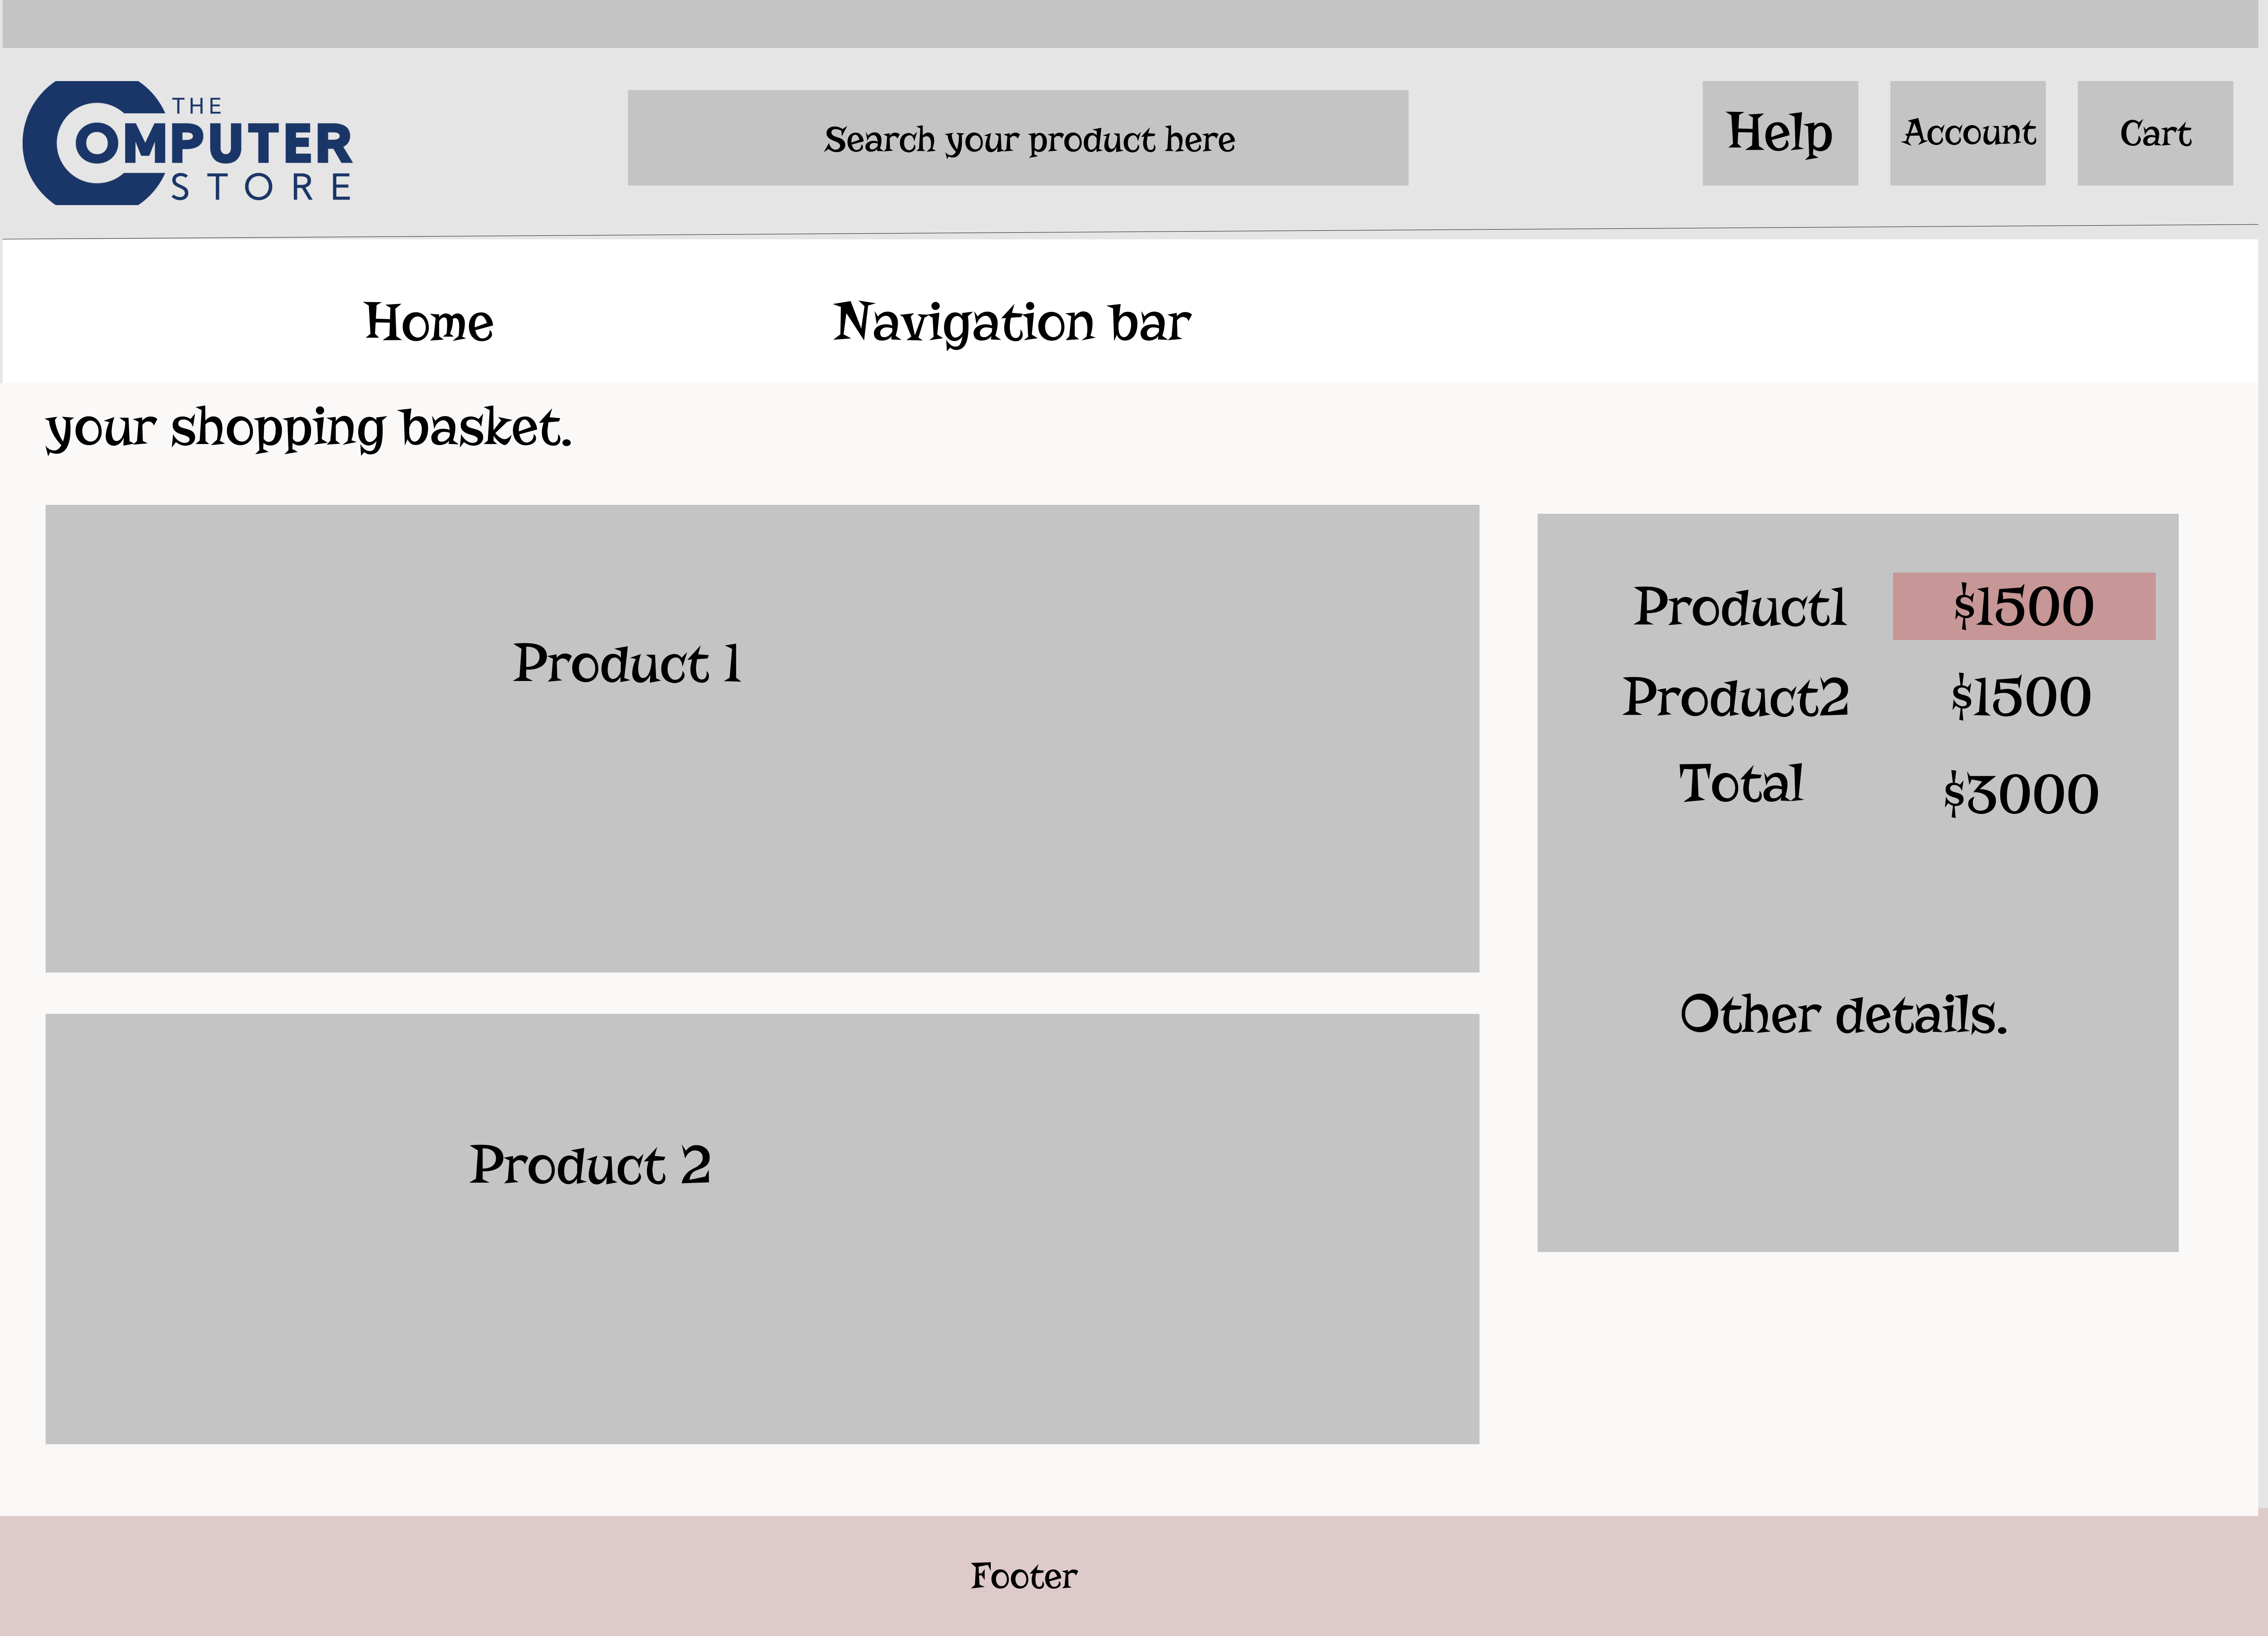 THE
COMPUTER
STORE
Search your product here
Help
Account
Cart
Home
Navigation bar
your shopping basket.
Product 1
Product1 $1500
Product2 $1500
Total $3000
Other details.
Product 2
Footer